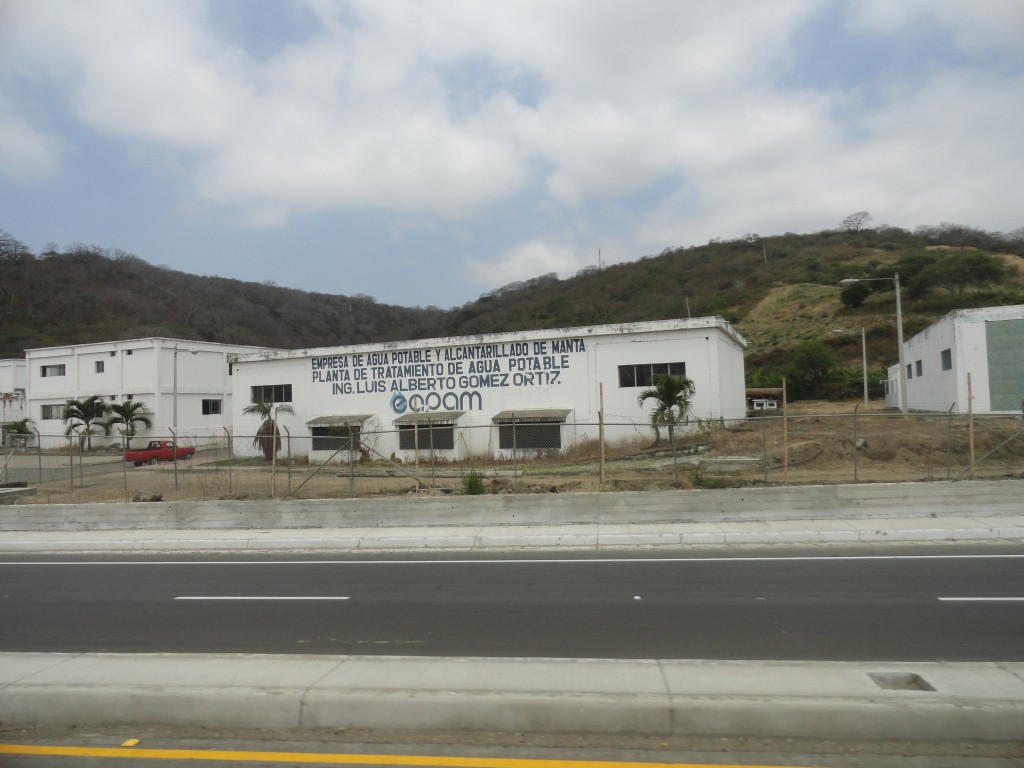 EMPRESA DE AGUA POTABLE Y ALCANTARILLADO DE MANTA
PLANTA DE TRATAMIENTO DE AGUA POTABLE
ING. LUIS ALBERTO GOMEZ ORTIZ.
epam